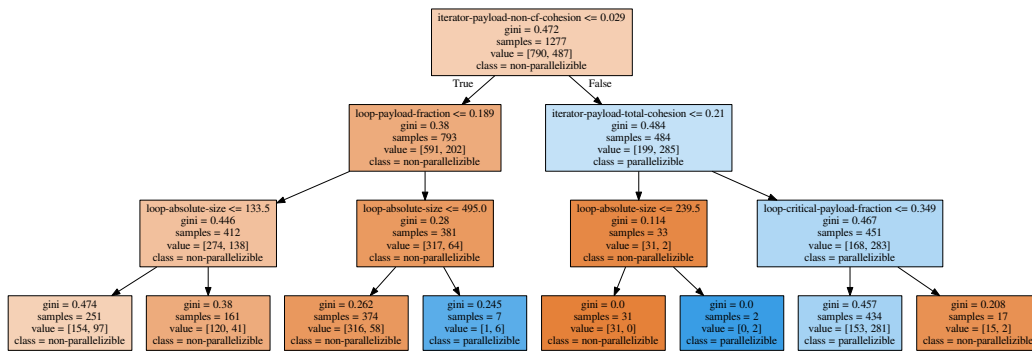 iterator-payload-non-cf-cohesion <= 0.029
gini = 0.472
samples = 1277
value = [790, 487]
class = non-parallelizible
True
False
loop-payload-fraction <= 0.189
gini = 0.38
samples = 793
value = [591, 202]
class = non-parallelizible
iterator-payload-total-cohesion <= 0.21
gini = 0.484
samples = 484
value = [199, 285]
class = parallelizible
loop-absolute-size <= 133.5
gini = 0.446
samples = 412
value = [274, 138]
class = non-parallelizible
loop-absolute-size <= 495.0
gini = 0.28
samples = 381
value = [317, 64]
class = non-parallelizible
loop-absolute-size <= 239.5
gini = 0.114
samples = 33
value = [31, 2]
class = non-parallelizible
loop-critical-payload-fraction <= 0.349
gini = 0.467
samples = 451
value = [168, 283]
class = parallelizible
gini = 0.474
samples = 251
value = [154, 97]
class = non-parallelizible
gini = 0.38
samples = 161
value = [120, 41]
class = non-parallelizible
gini = 0.262
samples = 374
value = [316, 58]
class = non-parallelizible
gini = 0.245
samples = 7
value = [1, 6]
class = parallelizible
gini = 0.0
samples = 31
value = [31, 0]
class = non-parallelizible
gini = 0.0
samples = 2
value = [0, 2]
class = parallelizible
gini = 0.457
samples = 434
value = [153, 281]
class = parallelizible
gini = 0.208
samples = 17
value = [15, 2]
class = non-parallelizible